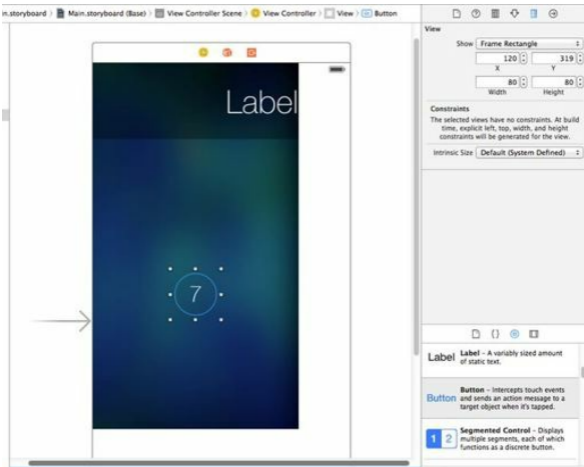 n.storyboard Main.storyboard (Base) View Controller Scene View Controller View Button
Label
7
View
Show Frame Rectangle
120 319
X Y
80 80
Width Height
Constraints
The selected views have no constraints. At build
time, explicit left, top, width, and height
constraints will be generated for the view.
Intrinsic Size Default (System Defined)
{}
Label Label - A variably sized amount
of static text.
Button Button - Intercepts touch events
and sends an action message to a
target object when it's tapped.
1 2 Segmented Control - Displays
multiple segments, each of which
functions as a discrete button.